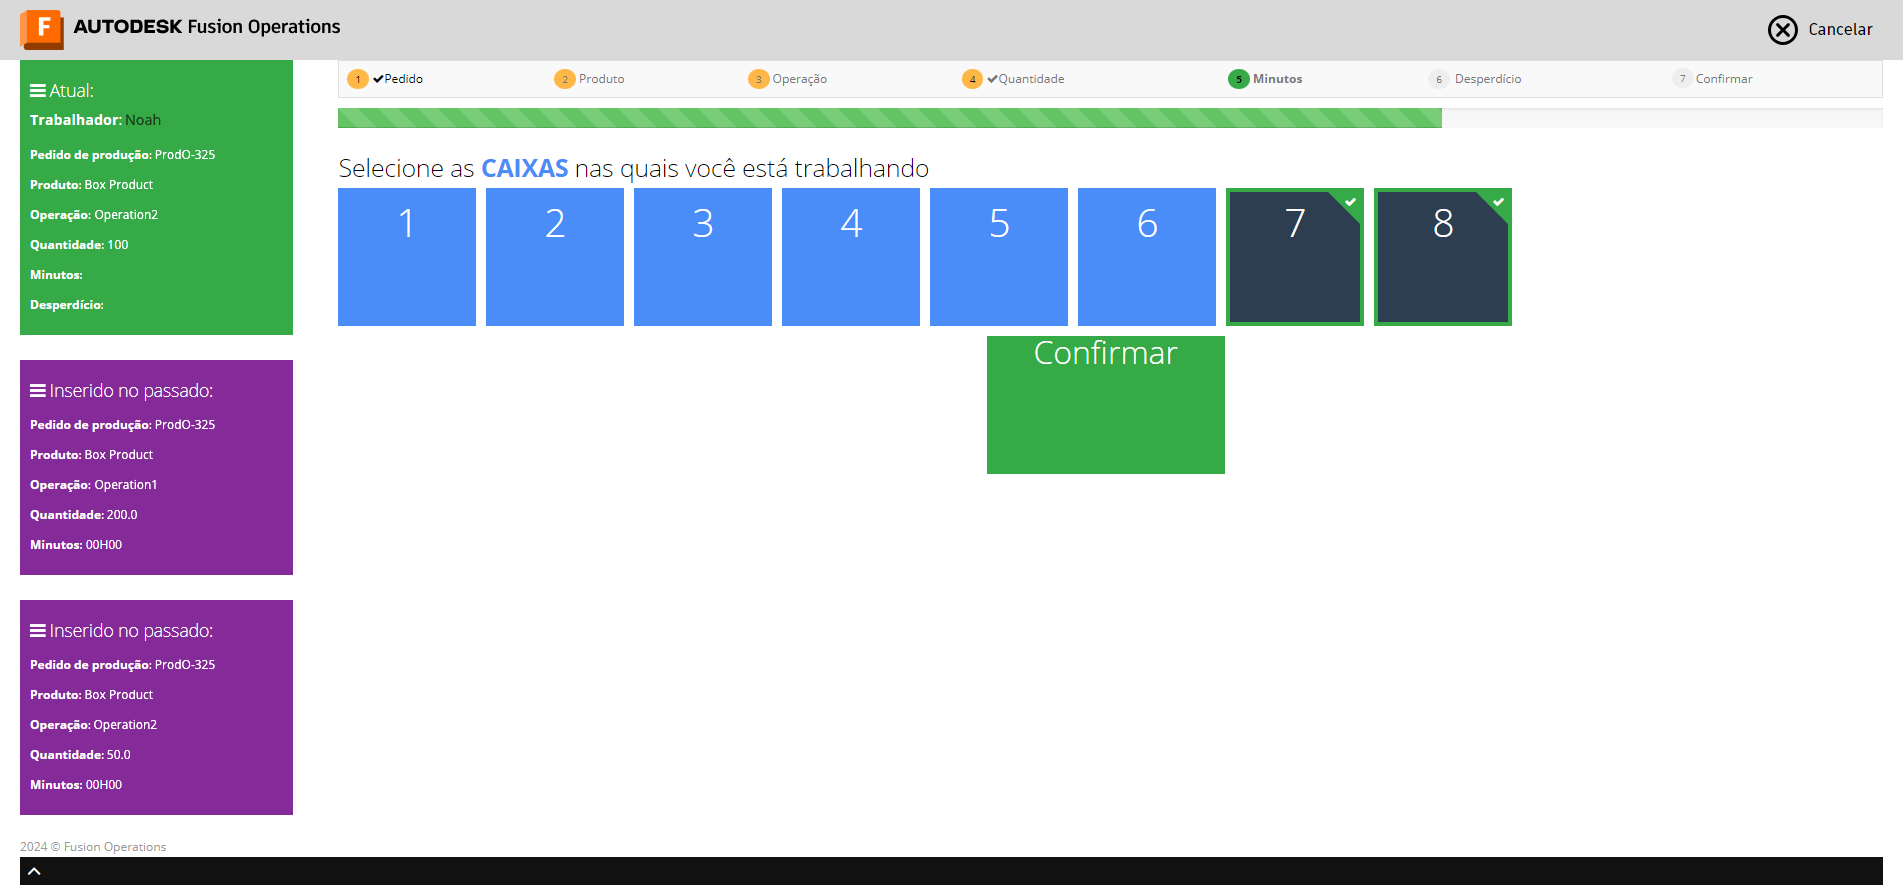 F AUTODESK Fusion Operations
Cancelar
Atual:
Trabalhador: Noah
Pedido de produção: ProdO-325
Produto: Box Product
Operação: Operation2
Quantidade: 100
Minutos:
Desperdício:
Inserido no passado:
Pedido de produção: ProdO-325
Produto: Box Product
Operação: Operation1
Quantidade: 200.0
Minutos: 00H00
Inserido no passado:
Pedido de produção: ProdO-325
Produto: Box Product
Operação: Operation2
Quantidade: 50.0
Minutos: 00H00
1 Pedido 2 Produto 3 Operação 4 Quantidade 5 Minutos 6 Desperdício 7 Confirmar
Selecione as CAIXAS nas quais você está trabalhando
1 2 3 4 5 6 7 8
Confirmar
2024 © Fusion Operations